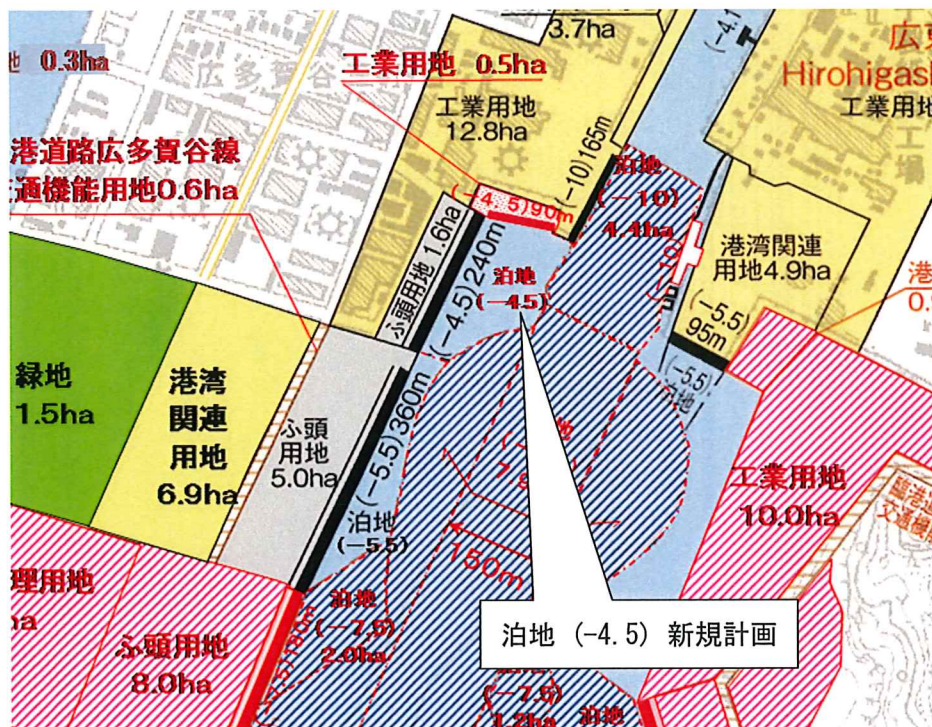 0.3ha
広多賀谷
3.7ha
工業用地 0.5ha
工業用地
12.8ha
Hirohigash
工業用地
港道路広多賀谷線
交通機能用地0.6ha
(-4.5)90m
(-10)165m
泊地
(-10)
4.4ha
港湾関連
用地4.9ha
ふ頭用地 1.6ha
(-4.5)240m
泊地
(-4.5)
(-5.5)
95m
(-5.5)
泊地
緑地
1.5ha
港湾
関連
用地
6.9ha
ふ頭
用地
5.0ha
(-5.5)360m
泊地
(-5.5)
150m
工業用地
10.0ha
理用地
ふ頭用地
8.0ha
泊地
(-7.5)
2.0ha
泊地 (-4.5) 新規計画
(-7.5)
1.2ha
泊地